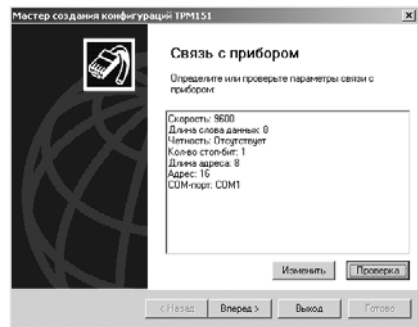 Мастер создания конфигураций ТРМ151
Связь с прибором
Определите или проверьте параметры связи с
прибором:
Скорость: 9600
Длина слова данных: 8
Четность: Отсутствует
Кол-во стоп-бит: 1
Длина адреса: 8
Адрес: 16
COM-порт: COM1
Изменить
Проверка
< Назад
Вперед >
Выход
Готово